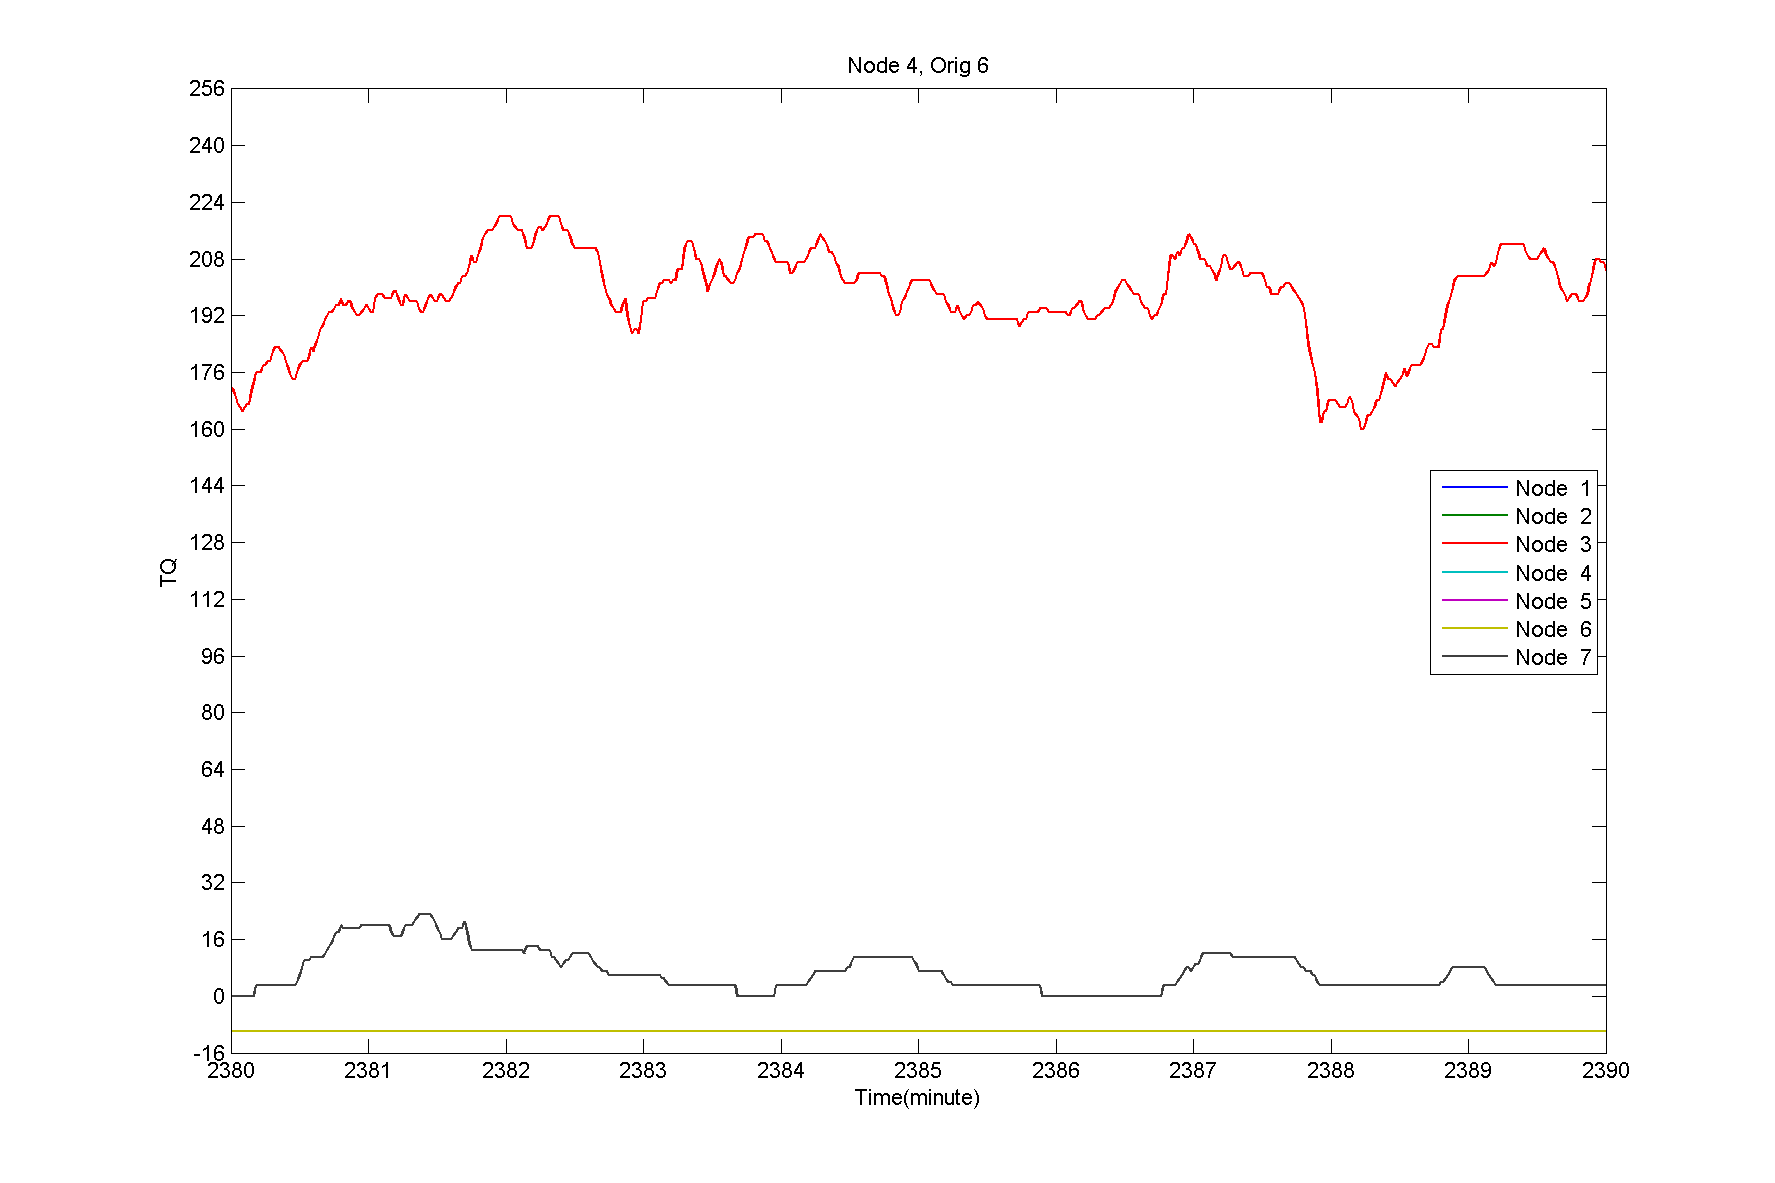 Node 4, Orig 6
256
240
224
208
192
176
160
144
128
112
96
80
64
48
32
16
0
-16
TQ
Node 1
Node 2
Node 3
Node 4
Node 5
Node 6
Node 7
2380 2381 2382 2383 2384 2385 2386 2387 2388 2389 2390
Time(minute)